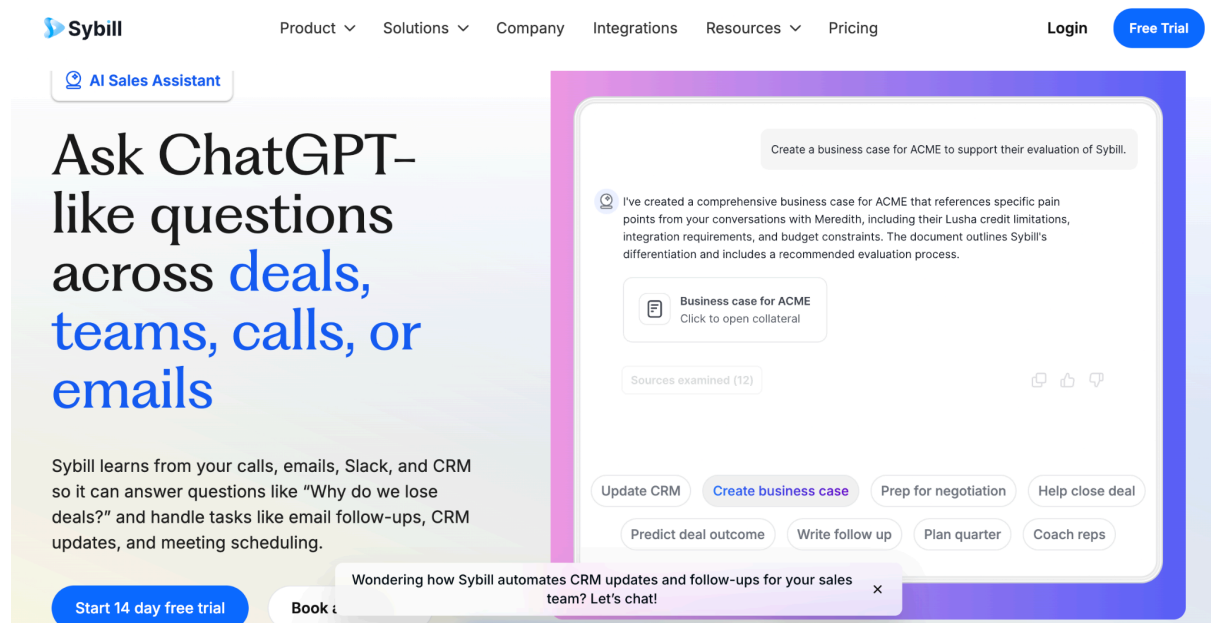 Sybill
Product
Solutions
Company
Integrations
Resources
Pricing
Login
Free Trial
AI Sales Assistant
Ask ChatGPT-
like questions
across deals,
teams, calls, or
emails
Sybill learns from your calls, emails, Slack, and CRM
so it can answer questions like “Why do we lose
deals?” and handle tasks like email follow-ups, CRM
updates, and meeting scheduling.
Start 14 day free trial
Book
Create a business case for ACME to support their evaluation of Sybill.
I've created a comprehensive business case for ACME that references specific pain
points from your conversations with Meredith, including their Lusha credit limitations,
integration requirements, and budget constraints. The document outlines Sybill's
differentiation and includes a recommended evaluation process.
Business case for ACME
Click to open collateral
Sources examined (12)
Update CRM
Create business case
Prep for negotiation
Help close deal
Predict deal outcome
Write follow up
Plan quarter
Coach reps
Wondering how Sybill automates CRM updates and follow-ups for your sales
team? Let’s chat!